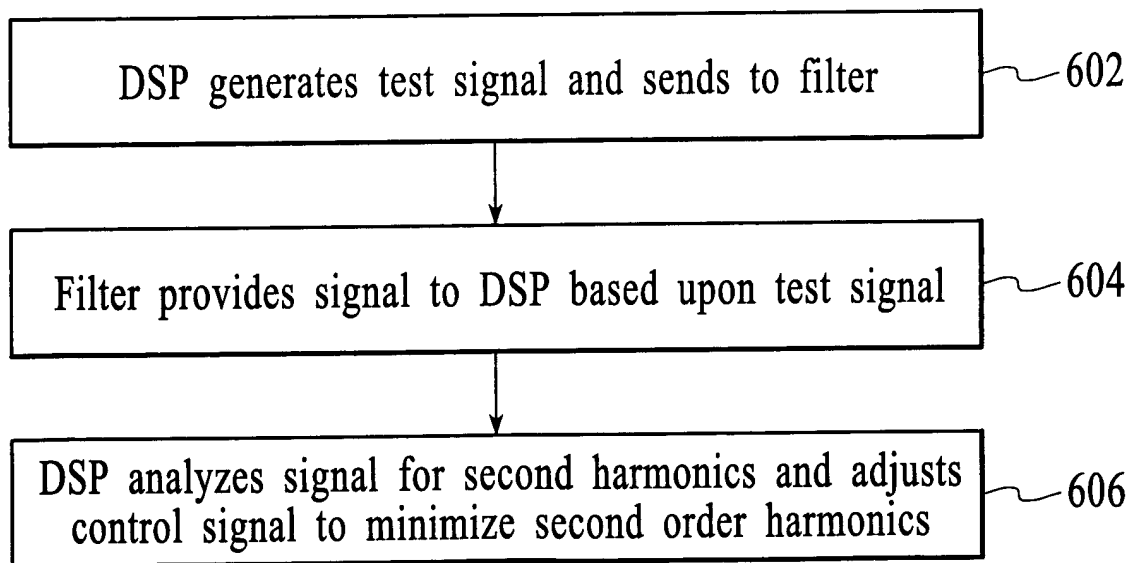 DSP generates test signal and sends to filter
602
Filter provides signal to DSP based upon test signal
604
DSP analyzes signal for second harmonics and adjusts
control signal to minimize second order harmonics
606